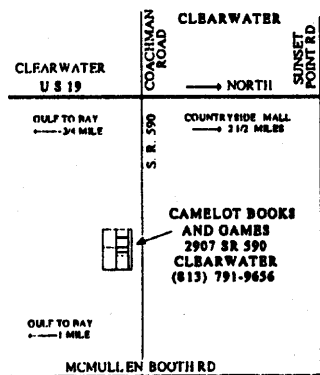 CLEARWATER
COACHMAN
ROAD
SUNSET
POINT RD
CLEARWATER
U S 19
NORTH
GULF TO BAY
3/4 MILE
S. R. 590
COUNTRYSIDE MALL
2 1/2 MILES
CAMELOT BOOKS
AND GAMES
2907 SR 590
CLEARWATER
(813) 791-9656
GULF TO BAY
1 MILE
MCMULLEN BOOTH RD